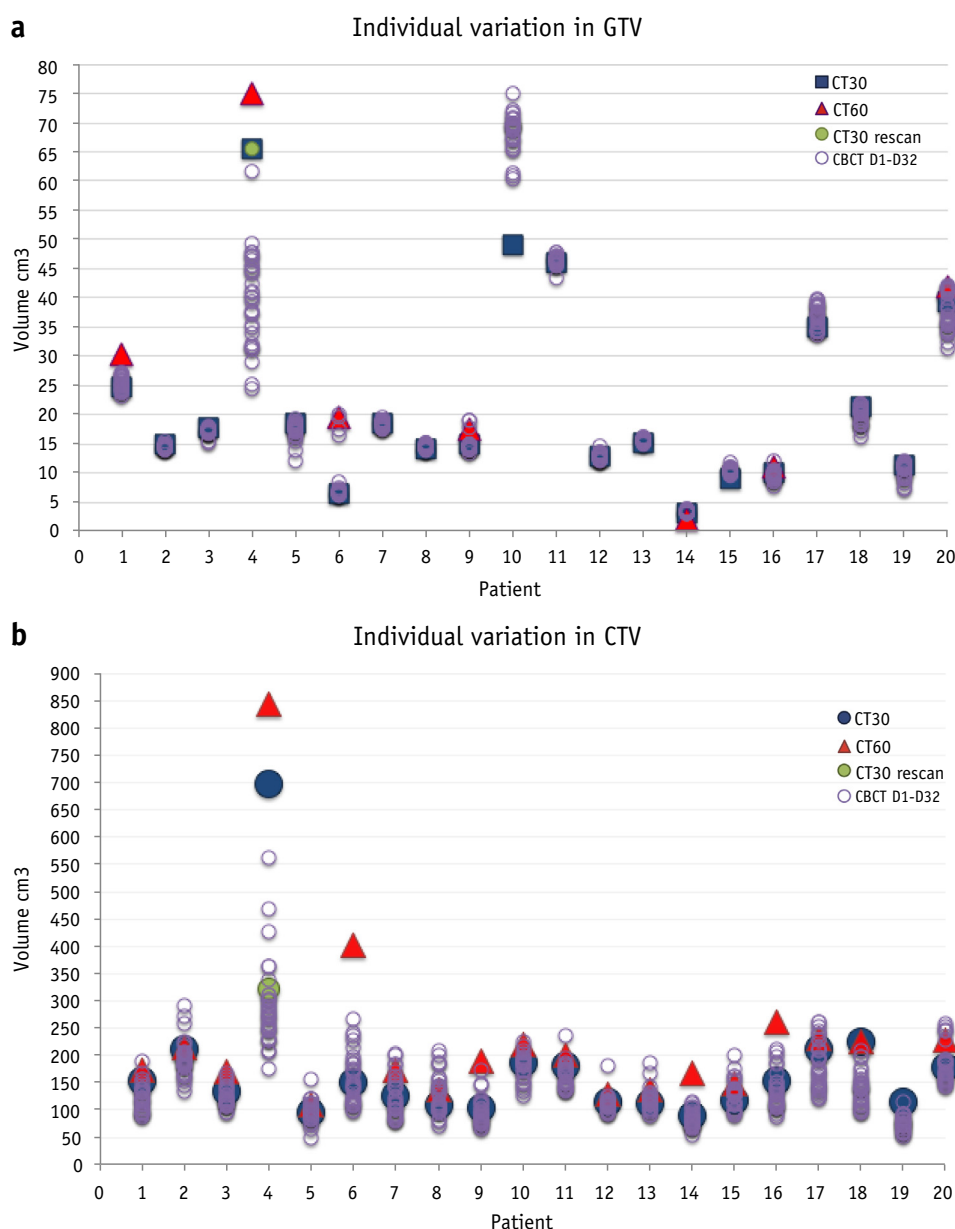 a
Individual variation in GTV
80
75
70
65
60
55
50
45
40
35
30
25
20
15
10
5
0
Volume cm3
CT30
CT60
CT30 rescan
CBCT D1-D32
0 1 2 3 4 5 6 7 8 9 10 11 12 13 14 15 16 17 18 19 20
Patient
b
Individual variation in CTV
900
850
800
750
700
650
600
550
500
450
400
350
300
250
200
150
100
50
0
Volume cm3
CT30
CT60
CT30 rescan
CBCT D1-D32
0 1 2 3 4 5 6 7 8 9 10 11 12 13 14 15 16 17 18 19 20
Patient